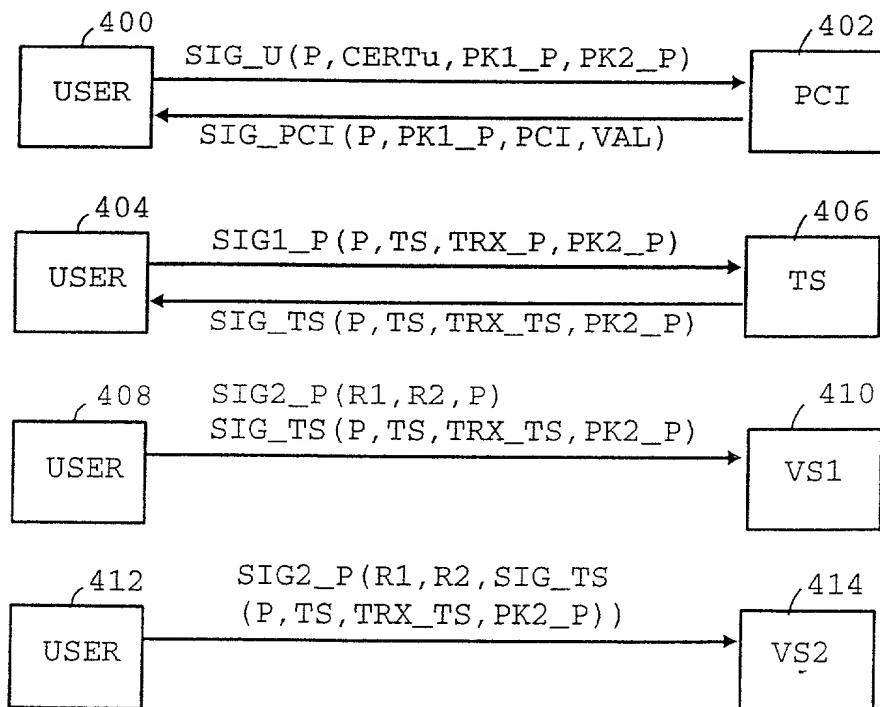 400
402
SIG_U(P,CERTu,PK1_P,PK2_P)
USER
PCI
SIG_PCI(P,PK1_P,PCI,VAL)
404
406
SIG1_P(P,TS,TRX_P,PK2_P)
USER
TS
SIG_TS(P,TS,TRX_TS,PK2_P)
408
410
SIG2_P(R1,R2,P)
SIG_TS(P,TS,TRX_TS,PK2_P)
USER
VS1
412
414
SIG2_P(R1,R2,SIG_TS
(P,TS,TRX_TS,PK2_P))
USER
VS2